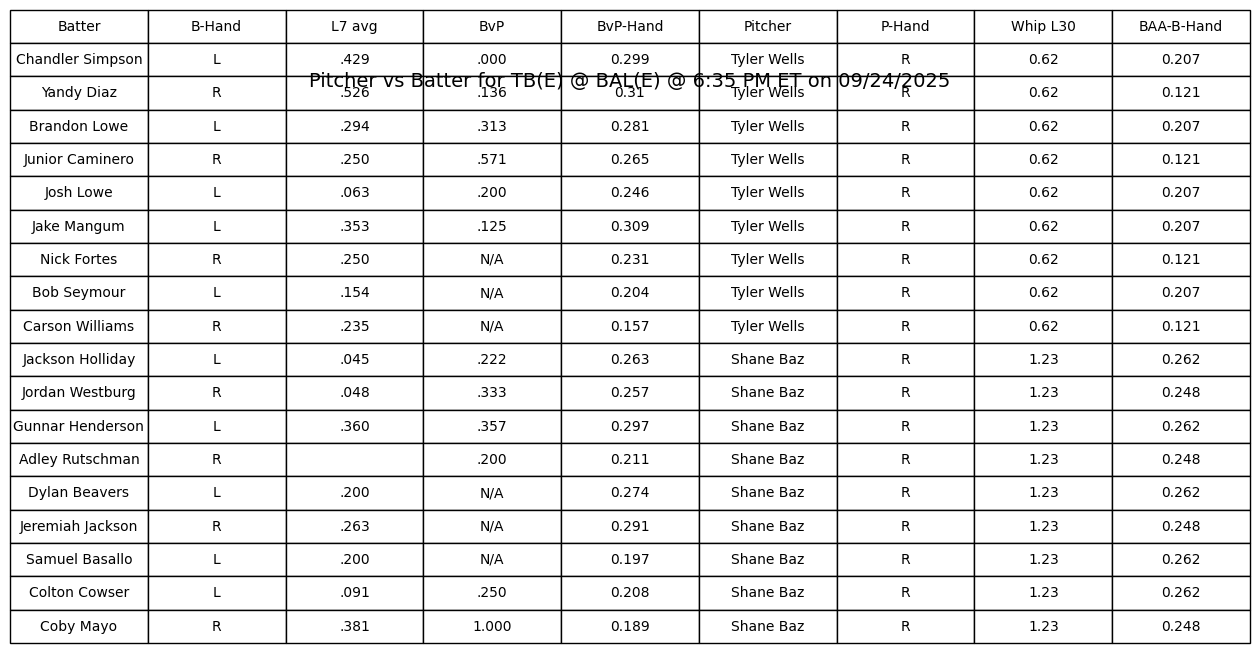 Batter B-Hand L7 avg BvP BvP-Hand Pitcher P-Hand Whip L30 BAA-B-Hand
Chandler Simpson L .429 .000 0.299 Tyler Wells R 0.62 0.207
Pitcher vs Batter for TB(E) @ BAL(E) @ 6:35 PM ET on 09/24/2025
Yandy Diaz R .526 .136 0.31 Tyler Wells R 0.62 0.121
Brandon Lowe L .294 .313 0.281 Tyler Wells R 0.62 0.207
Junior Caminero R .250 .571 0.265 Tyler Wells R 0.62 0.121
Josh Lowe L .063 .200 0.246 Tyler Wells R 0.62 0.207
Jake Mangum L .353 .125 0.309 Tyler Wells R 0.62 0.207
Nick Fortes R .250 N/A 0.231 Tyler Wells R 0.62 0.121
Bob Seymour L .154 N/A 0.204 Tyler Wells R 0.62 0.207
Carson Williams R .235 N/A 0.157 Tyler Wells R 0.62 0.121
Jackson Holliday L .045 .222 0.263 Shane Baz R 1.23 0.262
Jordan Westburg R .048 .333 0.257 Shane Baz R 1.23 0.248
Gunnar Henderson L .360 .357 0.297 Shane Baz R 1.23 0.262
Adley Rutschman R .200 0.211 Shane Baz R 1.23 0.248
Dylan Beavers L .200 N/A 0.274 Shane Baz R 1.23 0.262
Jeremiah Jackson R .263 N/A 0.291 Shane Baz R 1.23 0.248
Samuel Basallo L .200 N/A 0.197 Shane Baz R 1.23 0.262
Colton Cowser L .091 .250 0.208 Shane Baz R 1.23 0.262
Coby Mayo R .381 1.000 0.189 Shane Baz R 1.23 0.248